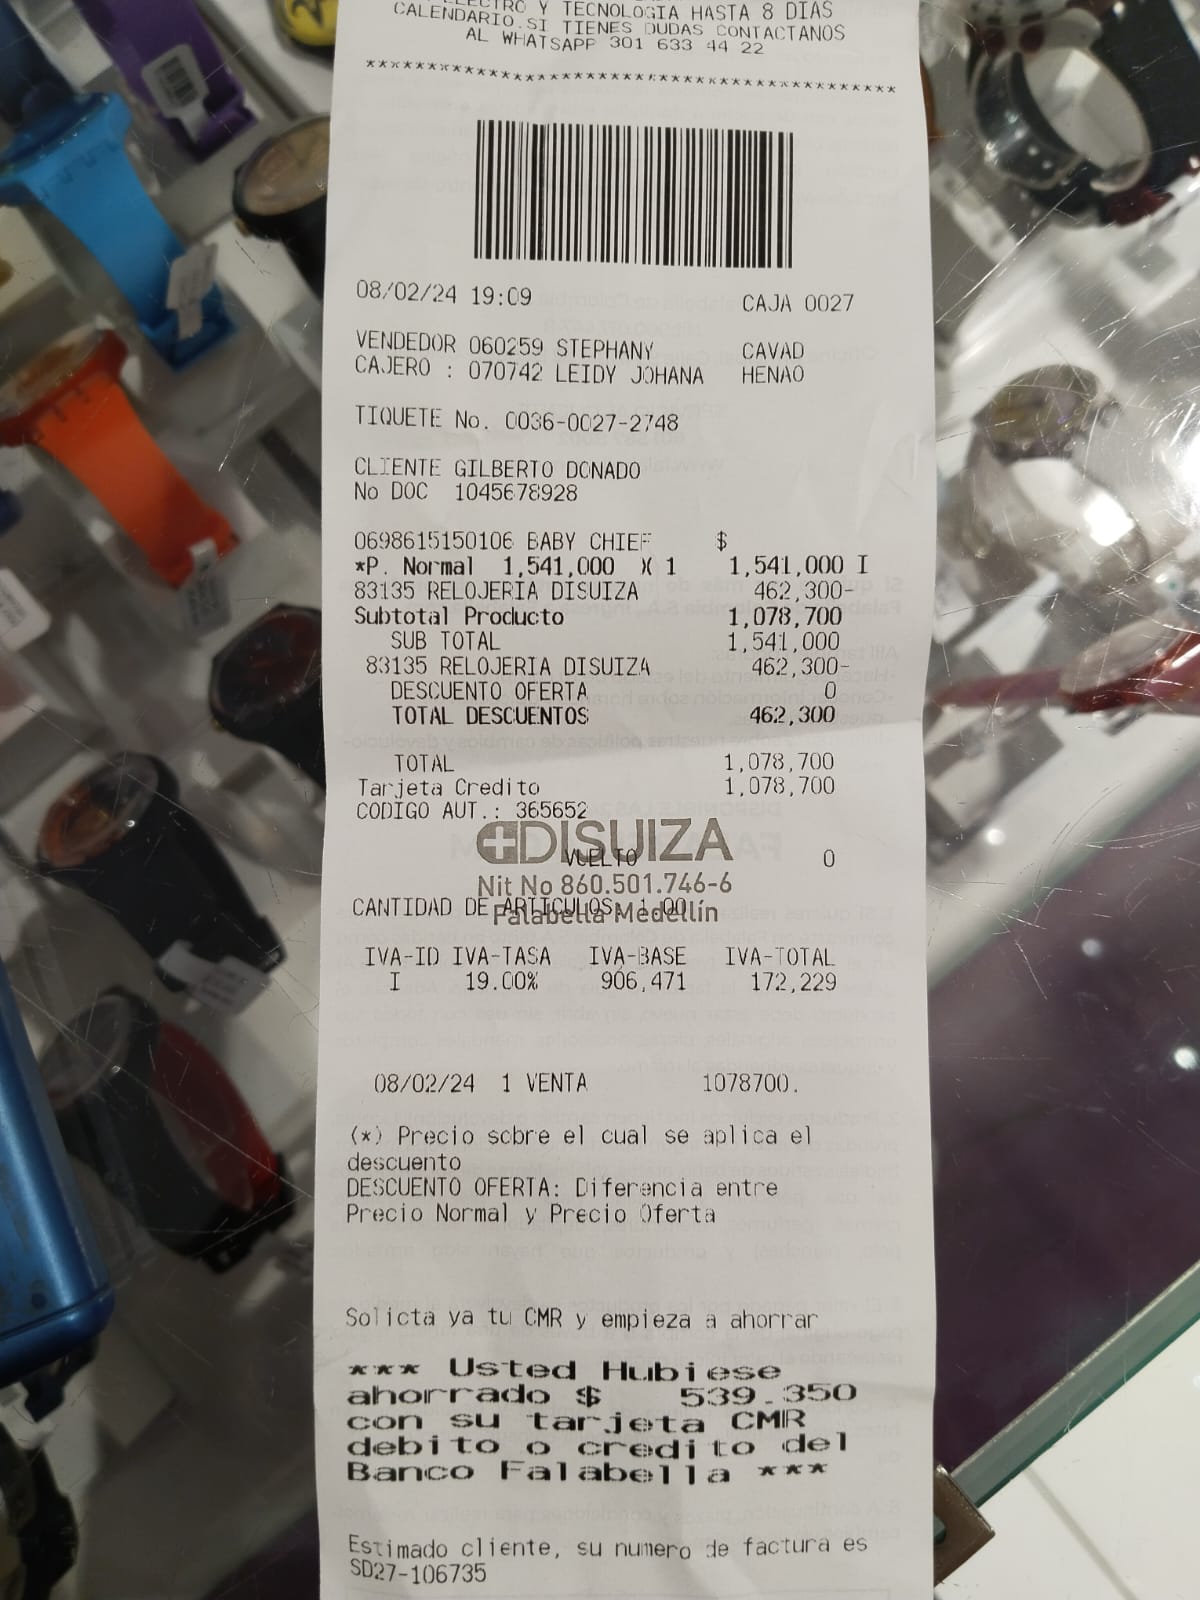 ELECTRO Y TECNOLOGIA HASTA 8 DIAS
CALENDARIO.SI TIENES DUDAS CONTACTANOS
AL WHATSAPP 301 633 44 22
*****************************************
08/02/24 19:09 CAJA 0027
VENDEDOR 060259 STEPHANY CAVAD
CAJERO : 070742 LEIDY JOHANA HENAO
TIQUETE No. 0036-0027-2748
CLIENTE GILBERTO DONADO
No DOC 1045678928
0698615150106 BABY CHIEF $
*P. Normal 1,541,000 X 1 1,541,000 I
83135 RELOJERIA DISUIZA 462,300-
Subtotal Producto 1,078,700
SUB TOTAL 1,541,000
83135 RELOJERIA DISUIZA 462,300-
DESCUENTO OFERTA 0
TOTAL DESCUENTOS 462,300
TOTAL 1,078,700
Tarjeta Credito 1,078,700
CODIGO AUT.: 365652
DISUIZA
VUELTO 0
Nit No 860.501.746-6
CANTIDAD DE ARTICULOS: 1.00
Falabella Medellín
IVA-ID IVA-TASA IVA-BASE IVA-TOTAL
I 19.00% 906,471 172,229
08/02/24 1 VENTA 1078700.
(*) Precio sobre el cual se aplica el
descuento
DESCUENTO OFERTA: Diferencia entre
Precio Normal y Precio Oferta
Solicta ya tu CMR y empieza a ahorrar
*** Usted Hubiese
ahorrado $ 539.350
con su tarjeta CMR
debito o credito del
Banco Falabella ***
Estimado cliente, su numero de factura es
SD27-106735